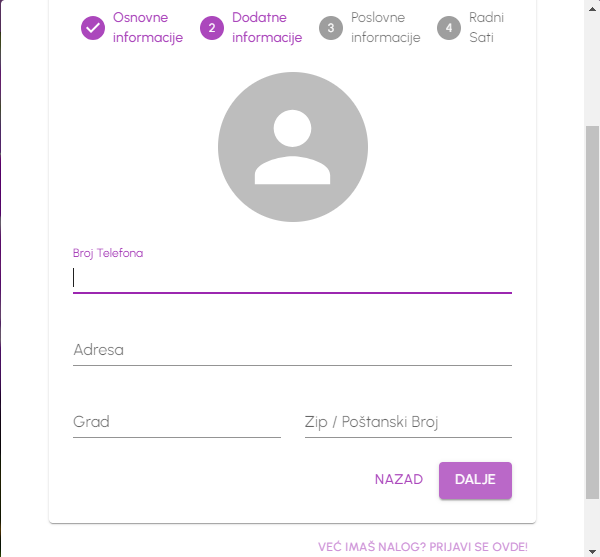 Osnovne
informacije
2
Dodatne
informacije
3
Poslovne
informacije
4
Radni
Sati
Broj Telefona
Adresa
Grad
Zip / Poštanski Broj
NAZAD
DALJE
VEĆ IMAŠ NALOG? PRIJAVI SE OVDE!